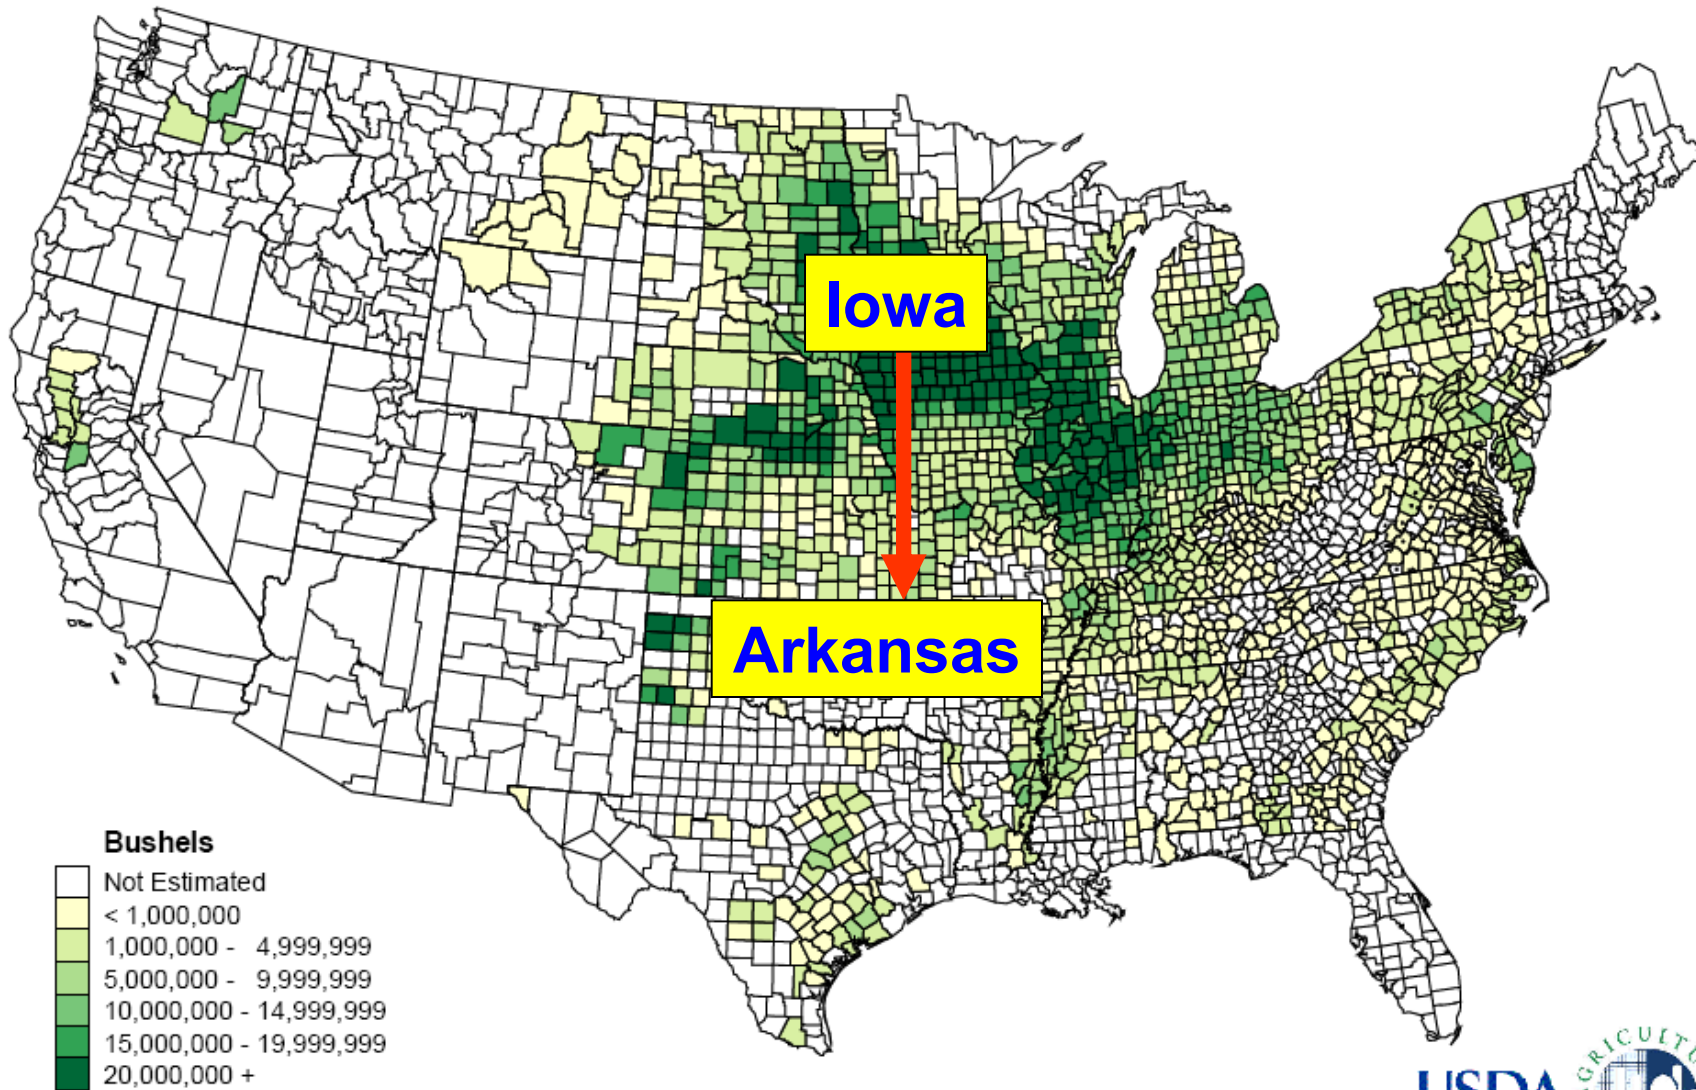 Iowa
Arkansas
Bushels
Not Estimated
< 1,000,000
1,000,000 - 4,999,999
5,000,000 - 9,999,999
10,000,000 - 14,999,999
15,000,000 - 19,999,999
20,000,000 +
USDA